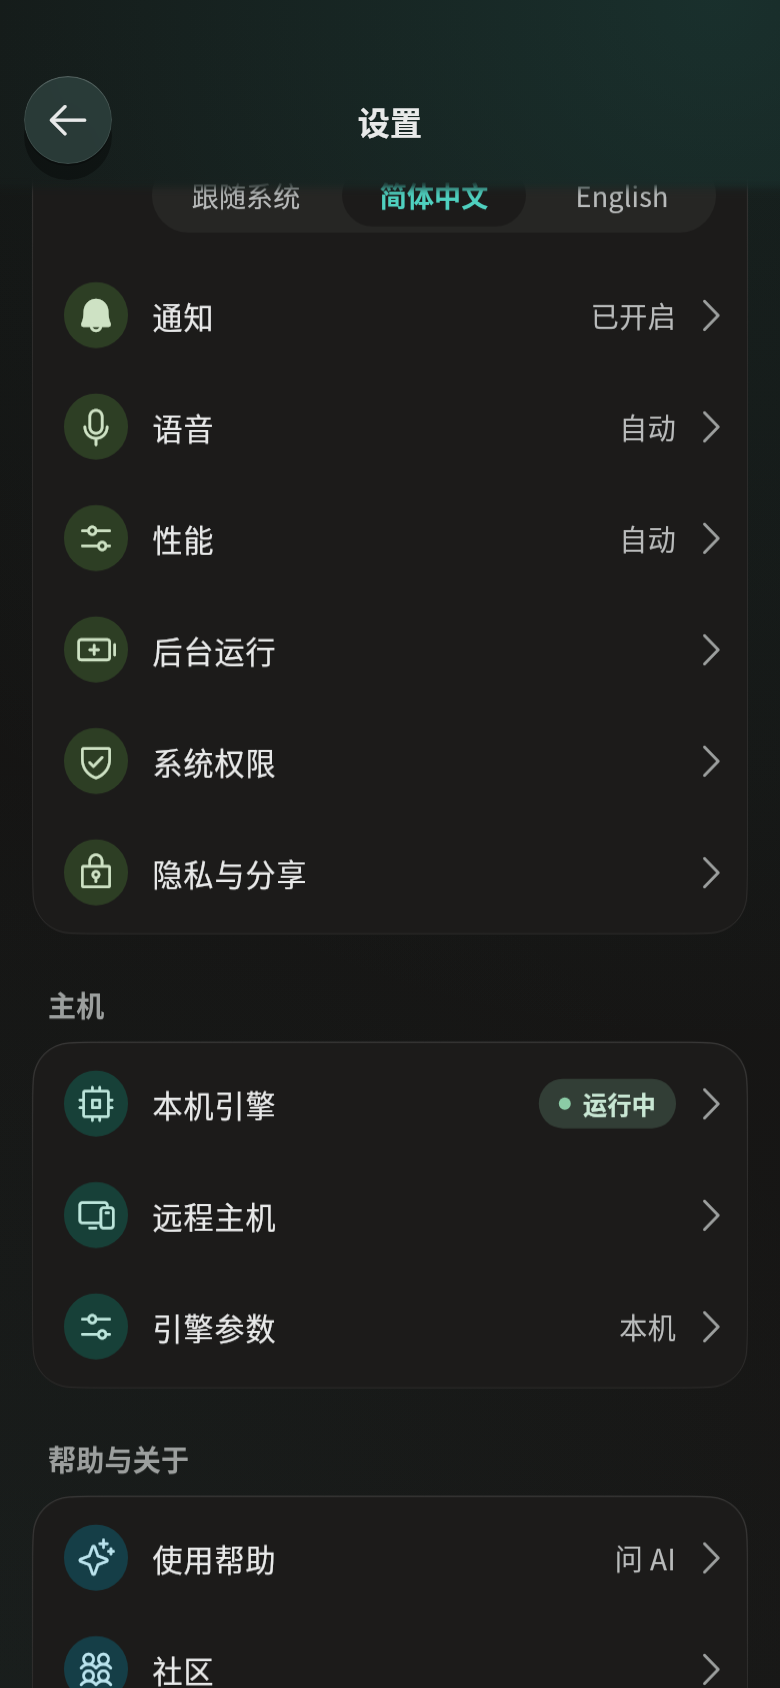 设置
跟随系统 简体中文 English
通知 已开启
语音 自动
性能 自动
后台运行
系统权限
隐私与分享
主机
本机引擎 运行中
远程主机
引擎参数 本机
帮助与关于
使用帮助 问 AI
社区